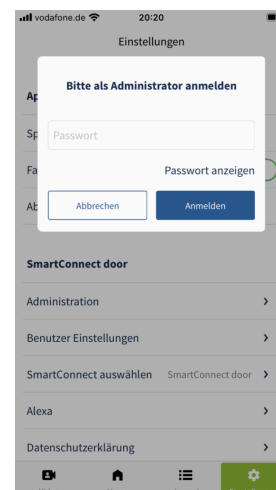 vodafone.de 20:20
Einstellungen
Bitte als Administrator anmelden
Passwort
Passwort anzeigen
Abbrechen Anmelden
SmartConnect door
Administration
Benutzer Einstellungen
SmartConnect auswählen SmartConnect door
Alexa
Datenschutzerklärung